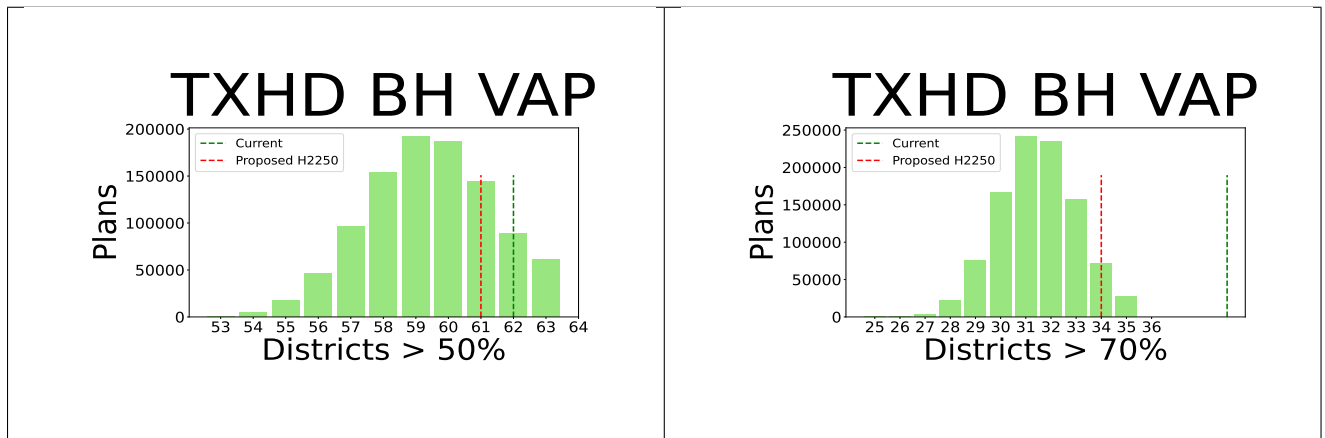 TXHD BH VAP
200000
Current
Proposed H2250
150000
100000
50000
0
Plans
53 54 55 56 57 58 59 60 61 62 63 64
Districts > 50%
TXHD BH VAP
250000
Current
Proposed H2250
200000
150000
100000
50000
0
Plans
25 26 27 28 29 30 31 32 33 34 35 36
Districts > 70%